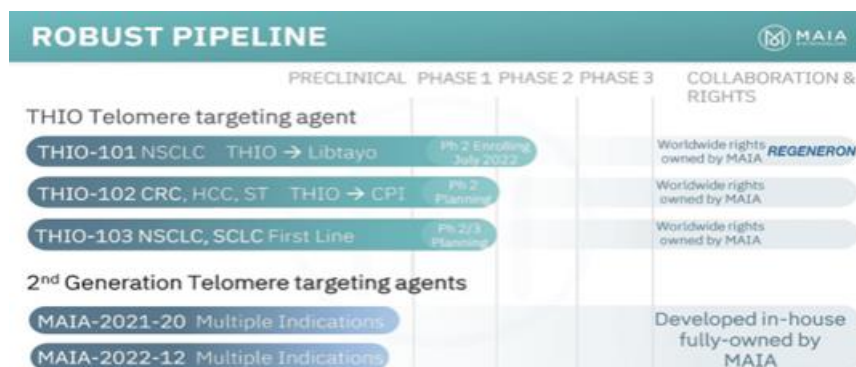 ROBUST PIPELINE
MAIA
PRECLINICAL PHASE 1 PHASE 2 PHASE 3 COLLABORATION &
RIGHTS
THIO Telomere targeting agent
THIO-101 NSCLC THIO → Libtayo Ph 2 Enrolling
July 2022
Worldwide rights
owned by MAIA
REGENERON
THIO-102 CRC, HCC, ST THIO → CPI Ph 2
Planning
Worldwide rights
owned by MAIA
THIO-103 NSCLC, SCLC First Line Ph 2/3
Planning
Worldwide rights
owned by MAIA
2nd Generation Telomere targeting agents
MAIA-2021-20 Multiple Indications
MAIA-2022-12 Multiple Indications
Developed in-house
fully-owned by
MAIA